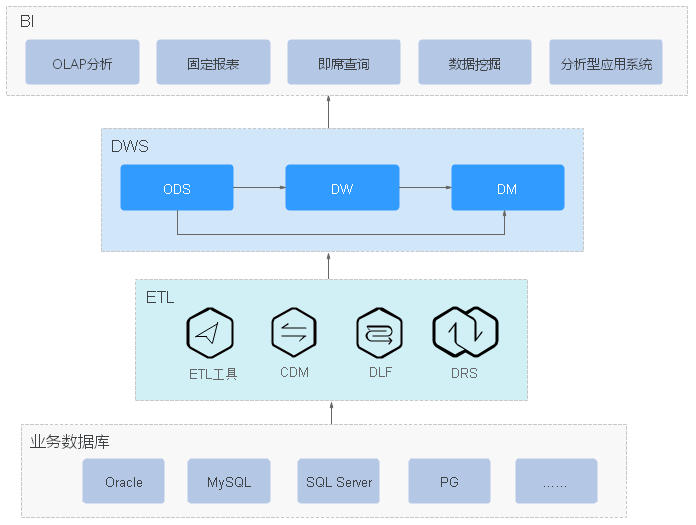 BI
OLAP分析
固定报表
即席查询
数据挖掘
分析型应用系统
DWS
ODS
DW
DM
ETL
ETL工具
CDM
DLF
DRS
业务数据库
Oracle
MySQL
SQL Server
PG
……